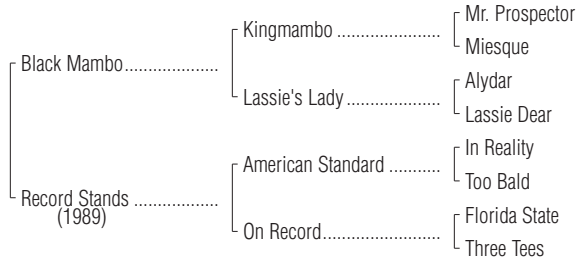 Mr. Prospector
Kingmambo ........................
Miesque
Black Mambo......................
Alydar
Lassie's Lady......................
Lassie Dear
In Reality
American Standard ............
Too Bald
Record Stands ...................
(1989)
Florida State
On Record...........................
Three Tees